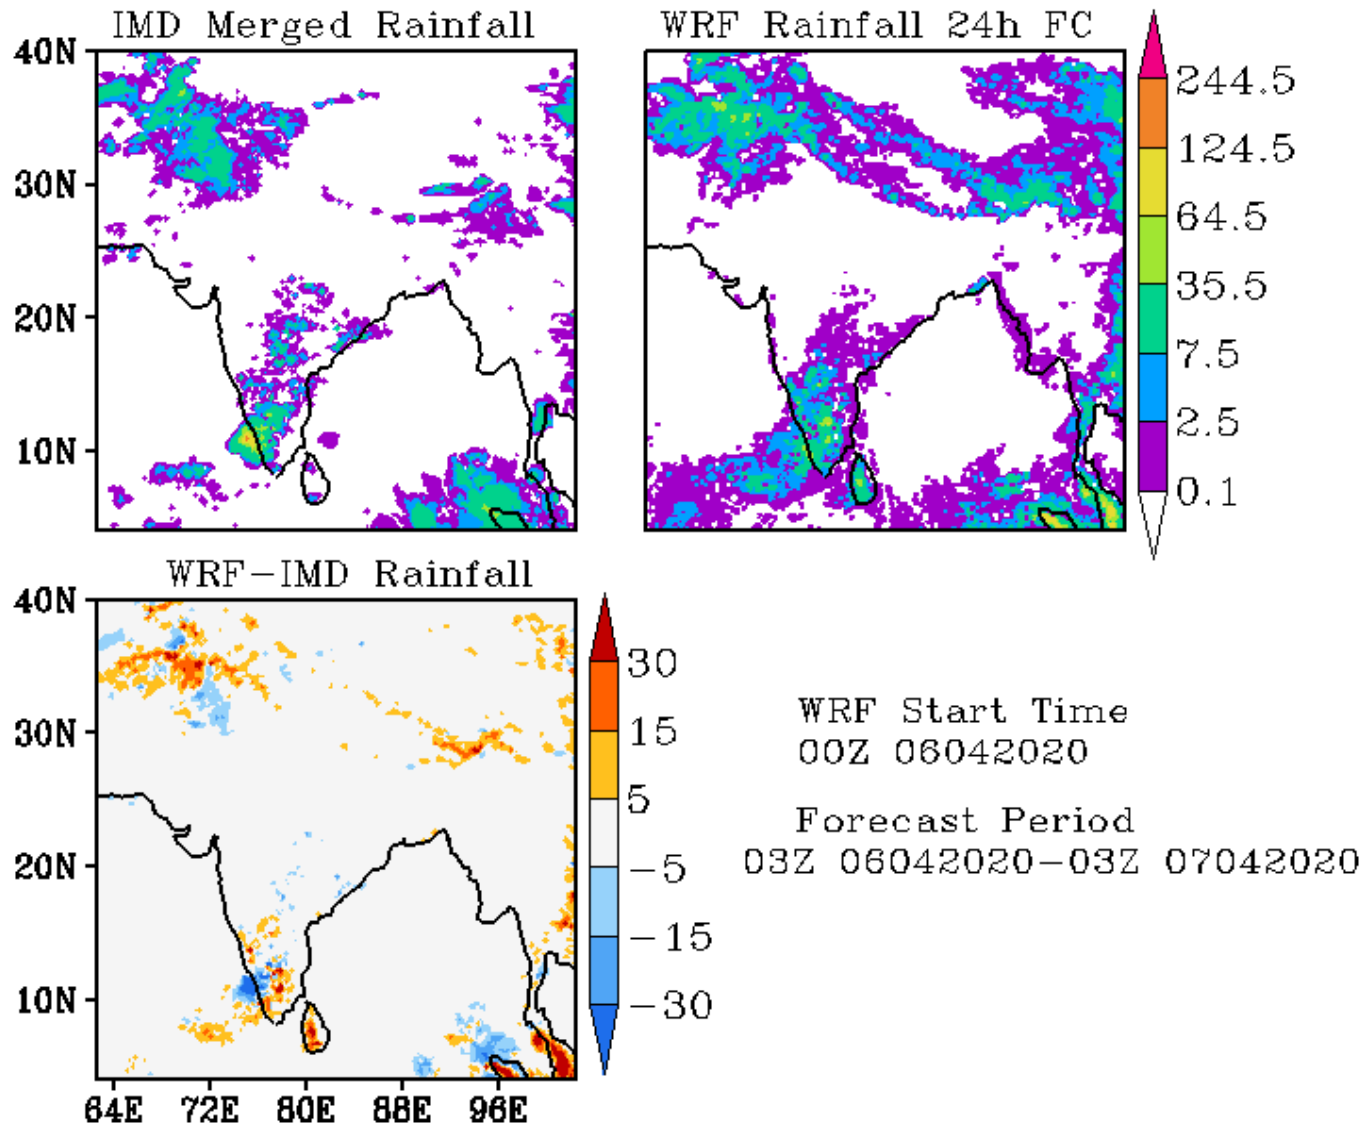 IMD Merged Rainfall
WRF Rainfall 24h FC
40N
30N
20N
10N
244.5
124.5
64.5
35.5
7.5
2.5
0.1
WRF-IMD Rainfall
40N
30N
20N
10N
64E 72E 80E 88E 96E
30
15
5
-5
-15
-30
WRF Start Time
00Z 06042020
Forecast Period
03Z 06042020-03Z 07042020